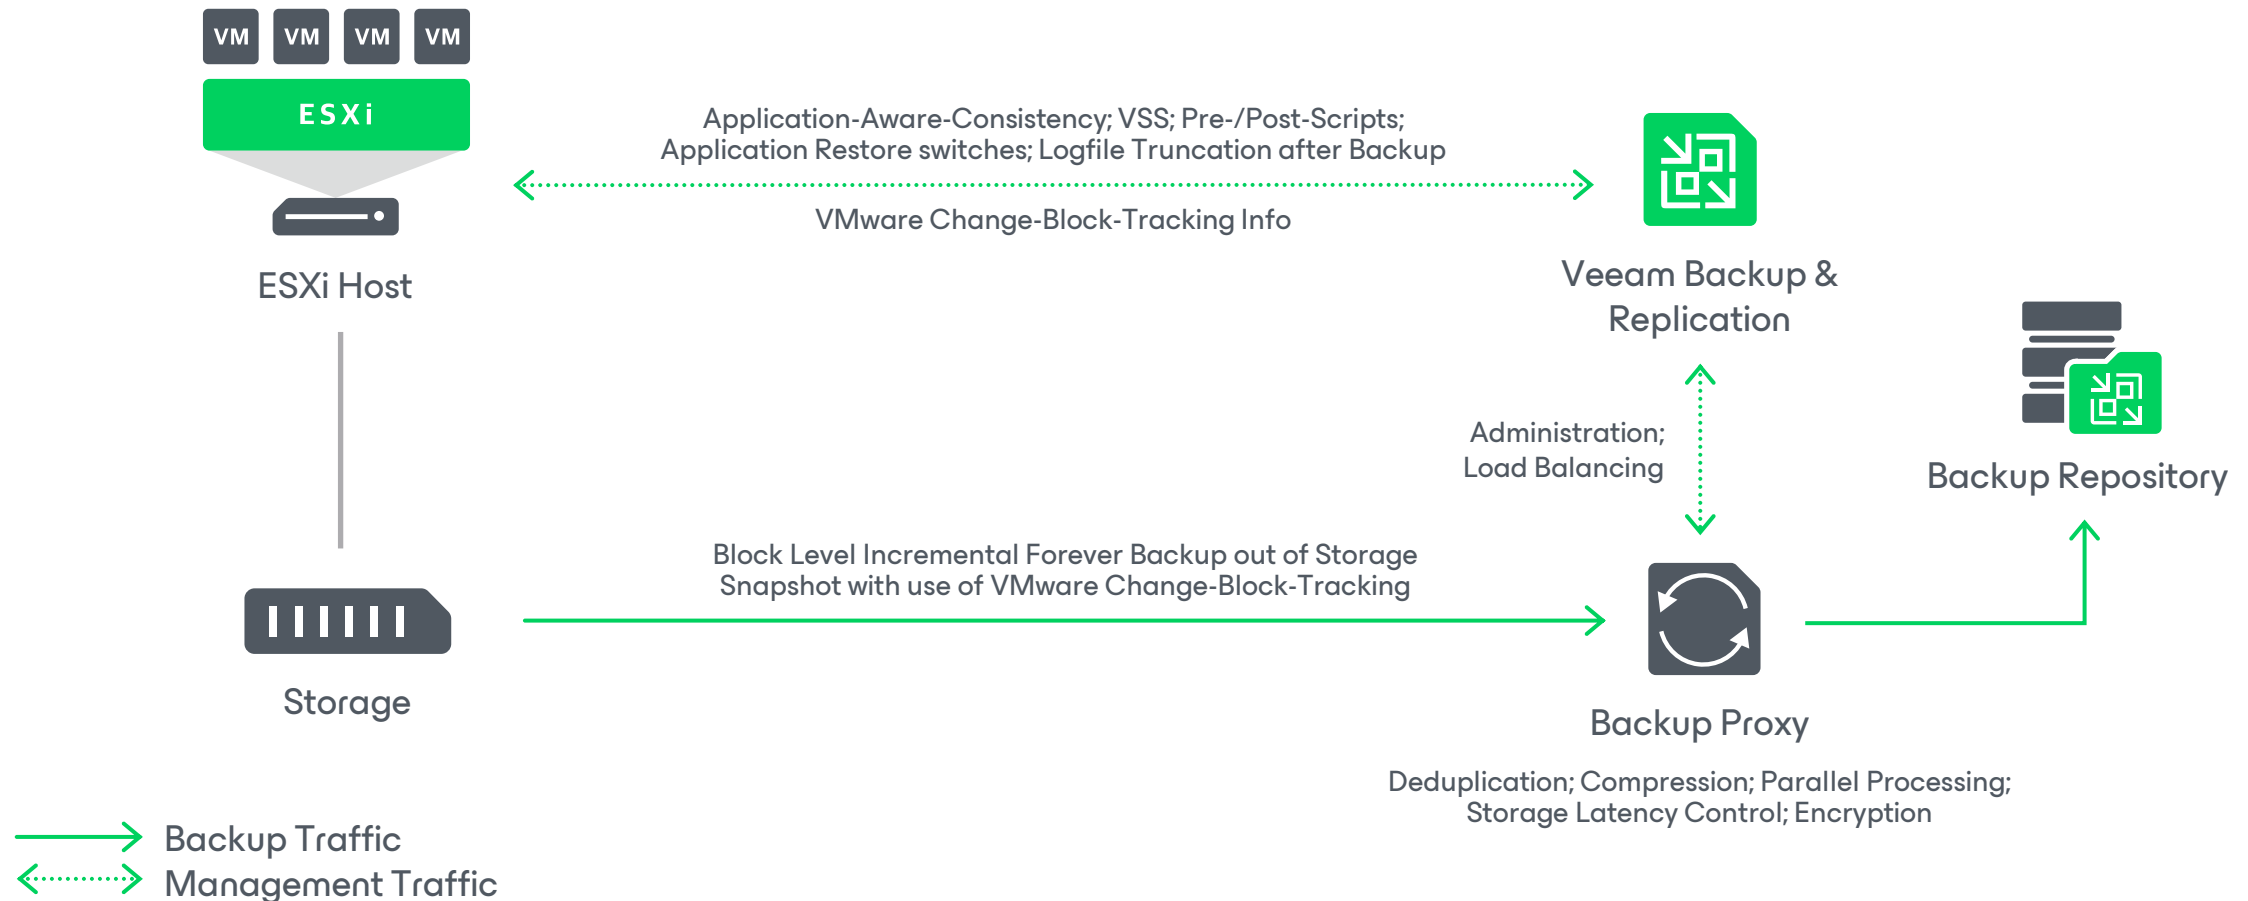 VM VM VM VM
ESXi
ESXi Host
Application-Aware-Consistency; VSS; Pre-/Post-Scripts;
Application Restore switches; Logfile Truncation after Backup
VMware Change-Block-Tracking Info
Veeam Backup &
Replication
Administration;
Load Balancing
Backup Repository
Block Level Incremental Forever Backup out of Storage
Snapshot with use of VMware Change-Block-Tracking
Storage
Backup Proxy
Deduplication; Compression; Parallel Processing;
Storage Latency Control; Encryption
Backup Traffic
Management Traffic